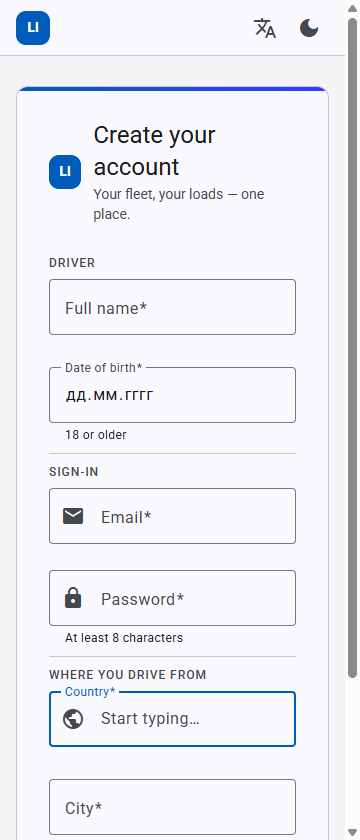 LI
Create your
account
LI
Your fleet, your loads — one
place.
DRIVER
Full name*
Date of birth*
дд.мм.гггг
18 or older
SIGN-IN
Email*
Password*
At least 8 characters
WHERE YOU DRIVE FROM
Country*
Start typing…
City*